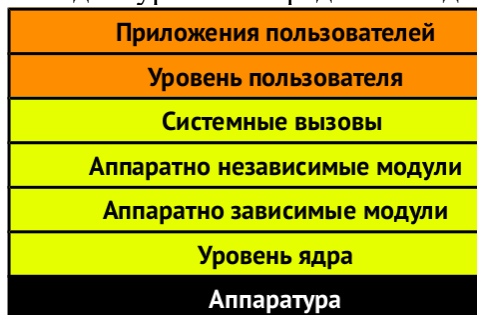 Приложения пользователей
Уровень пользователя
Системные вызовы
Аппаратно независимые модули
Аппаратно зависимые модули
Уровень ядра
Аппаратура